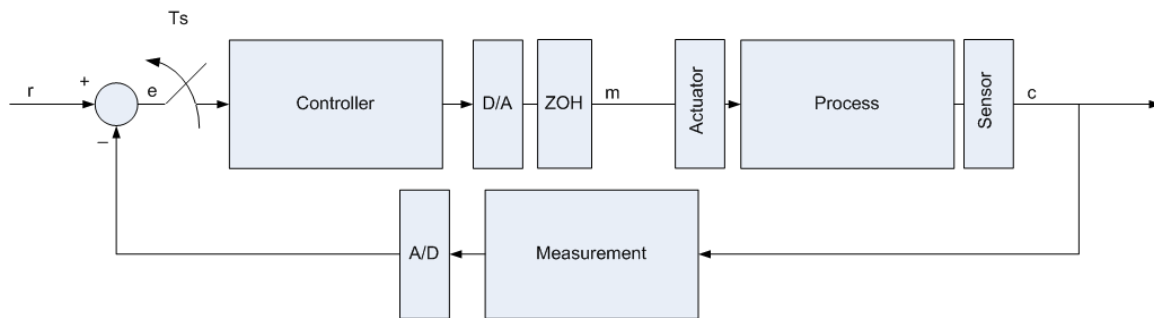 Ts
r
+
−
e
Controller
D/A
ZOH
m
Actuator
Process
Sensor
c
A/D
Measurement